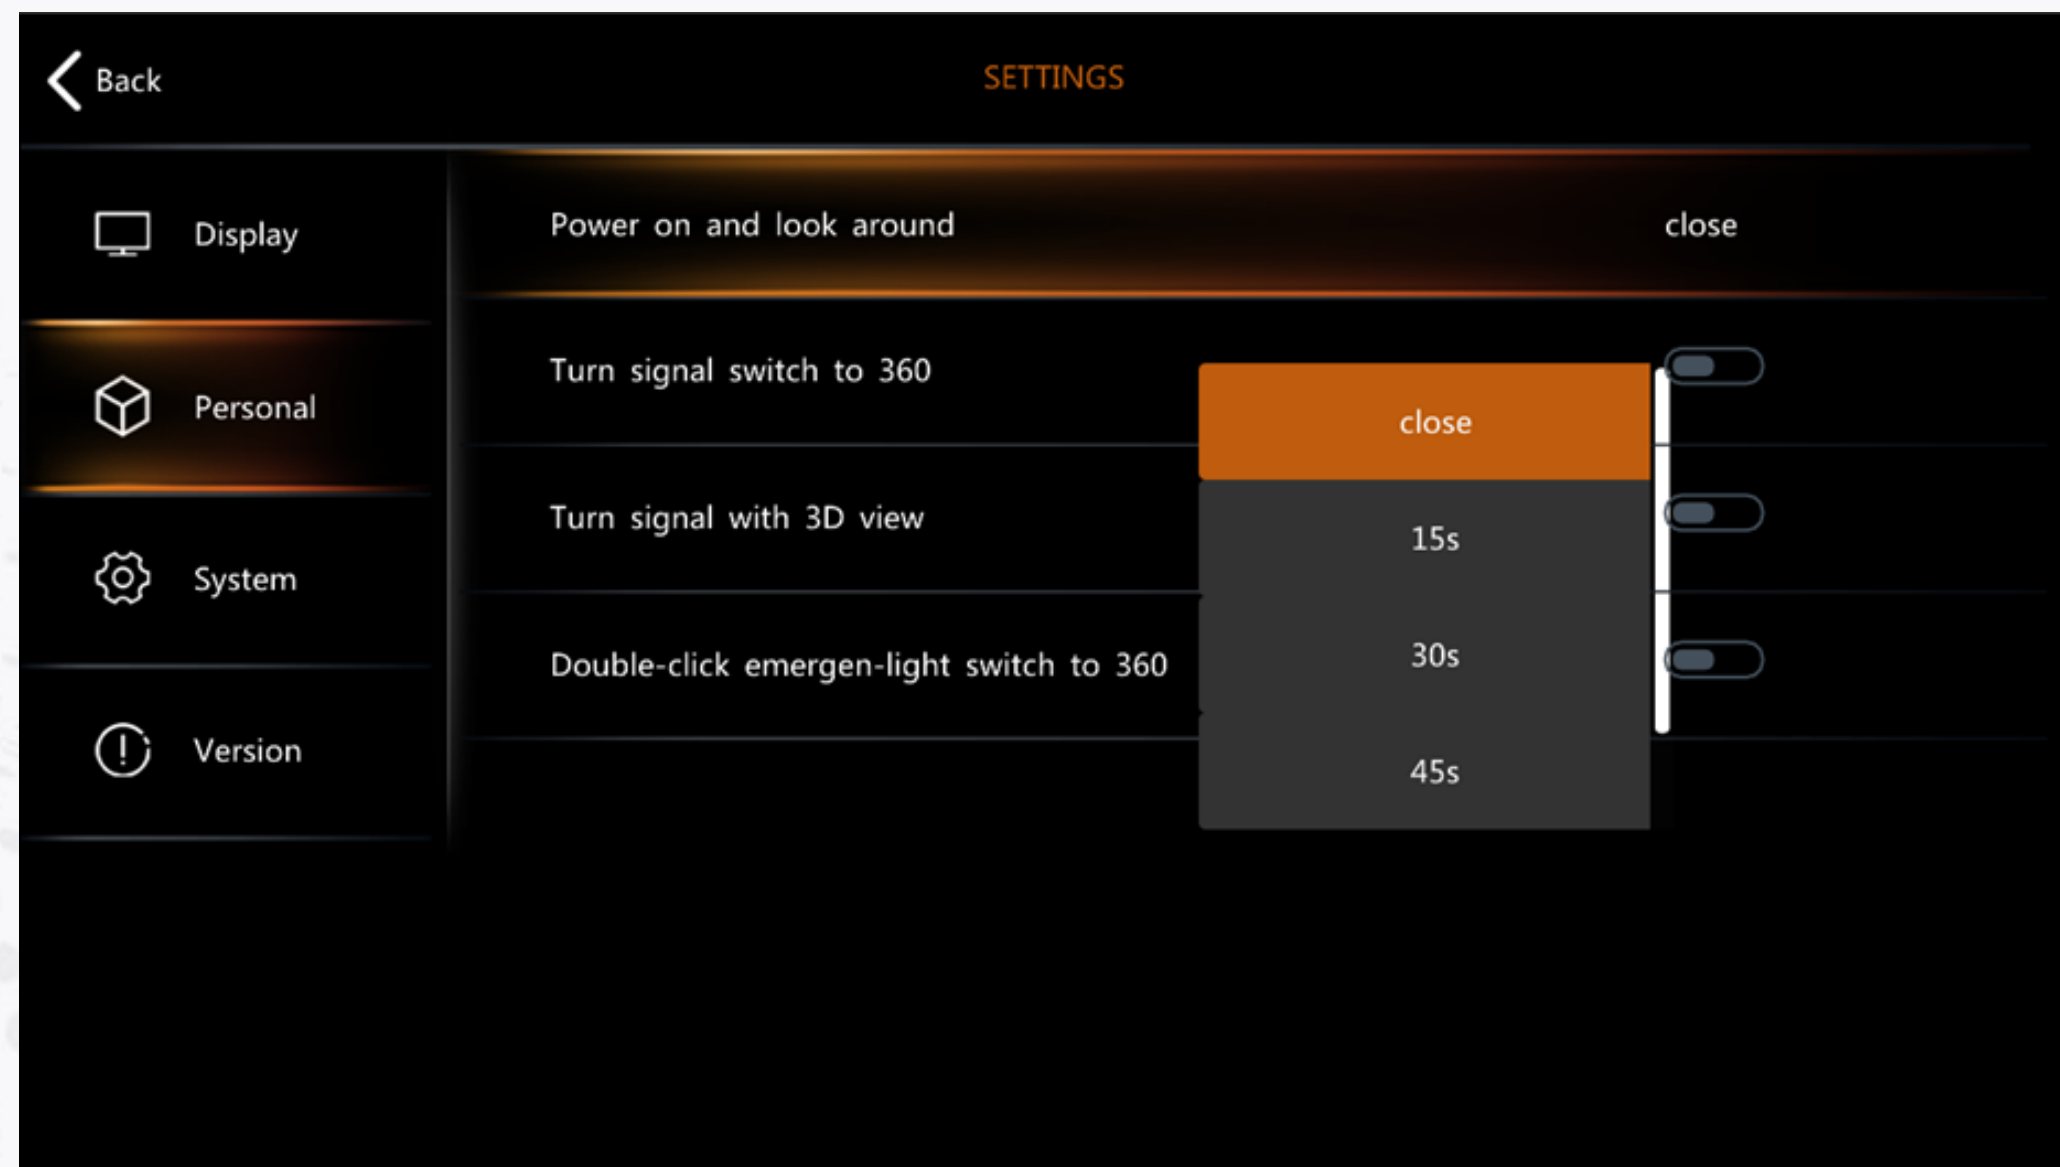 Back
SETTINGS
Display
Personal
System
Version
Power on and look around
close
Turn signal switch to 360
Turn signal with 3D view
Double-click emergen-light switch to 360
close
15s
30s
45s